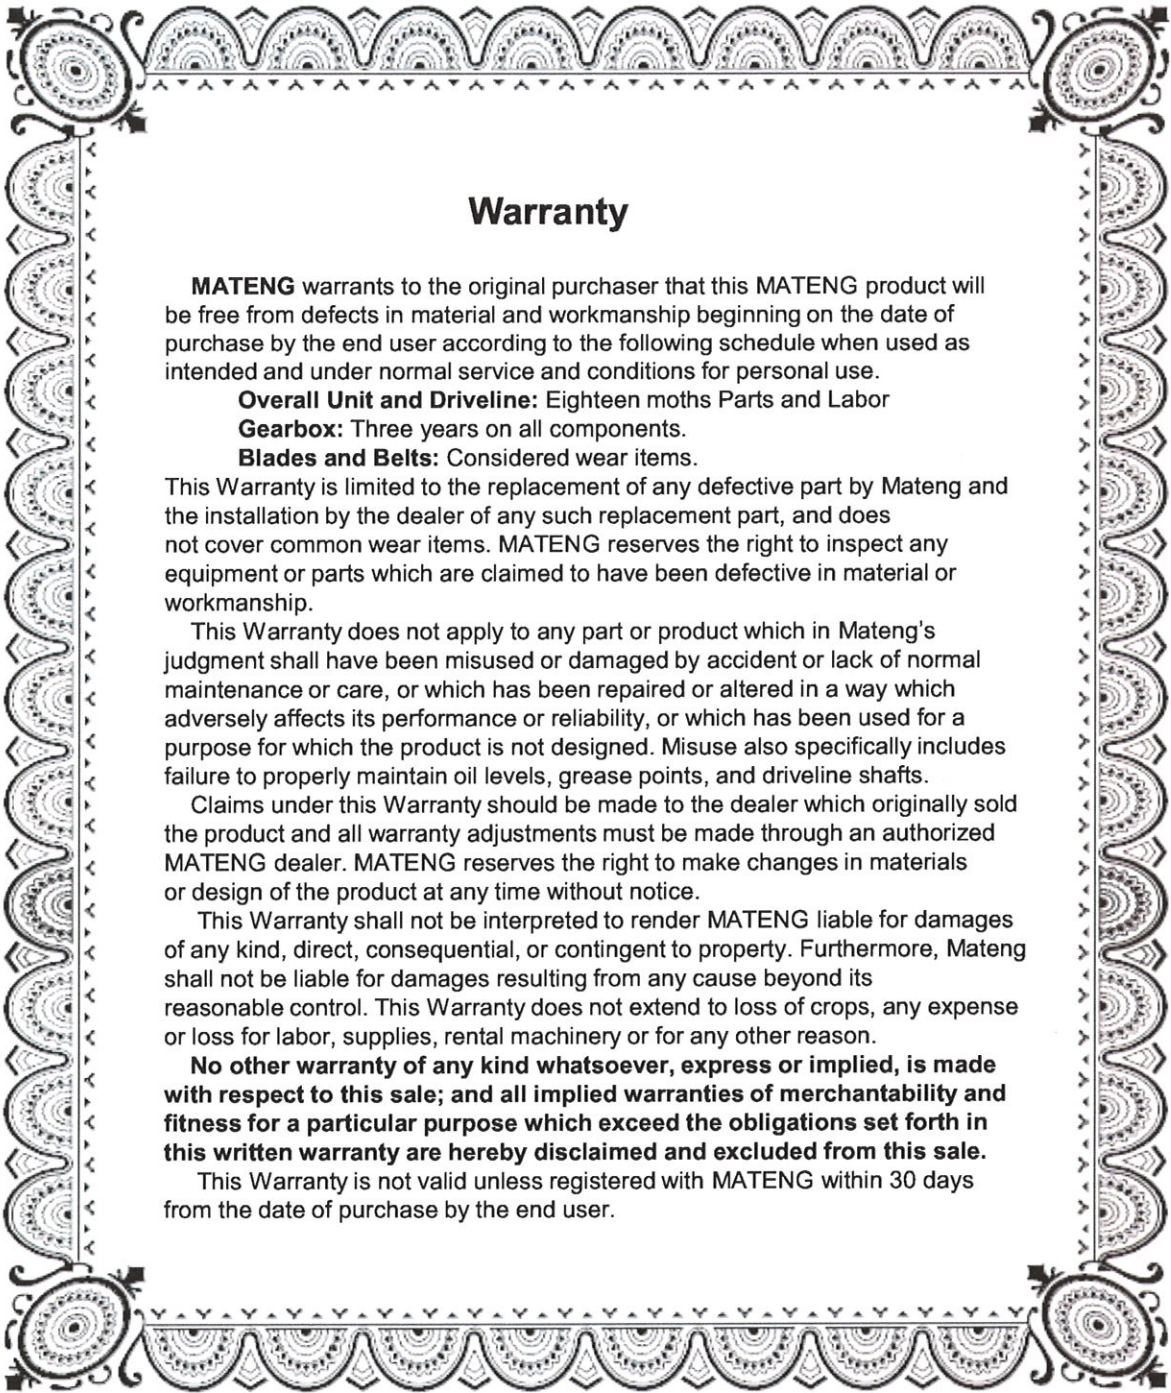 Warranty
MATENG warrants to the original purchaser that this MATENG product will
be free from defects in material and workmanship beginning on the date of
purchase by the end user according to the following schedule when used as
intended and under normal service and conditions for personal use.
Overall Unit and Driveline: Eighteen moths Parts and Labor
Gearbox: Three years on all components.
Blades and Belts: Considered wear items.
This Warranty is limited to the replacement of any defective part by Mateng and
the installation by the dealer of any such replacement part, and does
not cover common wear items. MATENG reserves the right to inspect any
equipment or parts which are claimed to have been defective in material or
workmanship.
This Warranty does not apply to any part or product which in Mateng's
judgment shall have been misused or damaged by accident or lack of normal
maintenance or care, or which has been repaired or altered in a way which
adversely affects its performance or reliability, or which has been used for a
purpose for which the product is not designed. Misuse also specifically includes
failure to properly maintain oil levels, grease points, and driveline shafts.
Claims under this Warranty should be made to the dealer which originally sold
the product and all warranty adjustments must be made through an authorized
MATENG dealer. MATENG reserves the right to make changes in materials
or design of the product at any time without notice.
This Warranty shall not be interpreted to render MATENG liable for damages
of any kind, direct, consequential, or contingent to property. Furthermore, Mateng
shall not be liable for damages resulting from any cause beyond its
reasonable control. This Warranty does not extend to loss of crops, any expense
or loss for labor, supplies, rental machinery or for any other reason.
No other warranty of any kind whatsoever, express or implied, is made
with respect to this sale; and all implied warranties of merchantability and
fitness for a particular purpose which exceed the obligations set forth in
this written warranty are hereby disclaimed and excluded from this sale.
This Warranty is not valid unless registered with MATENG within 30 days
from the date of purchase by the end user.